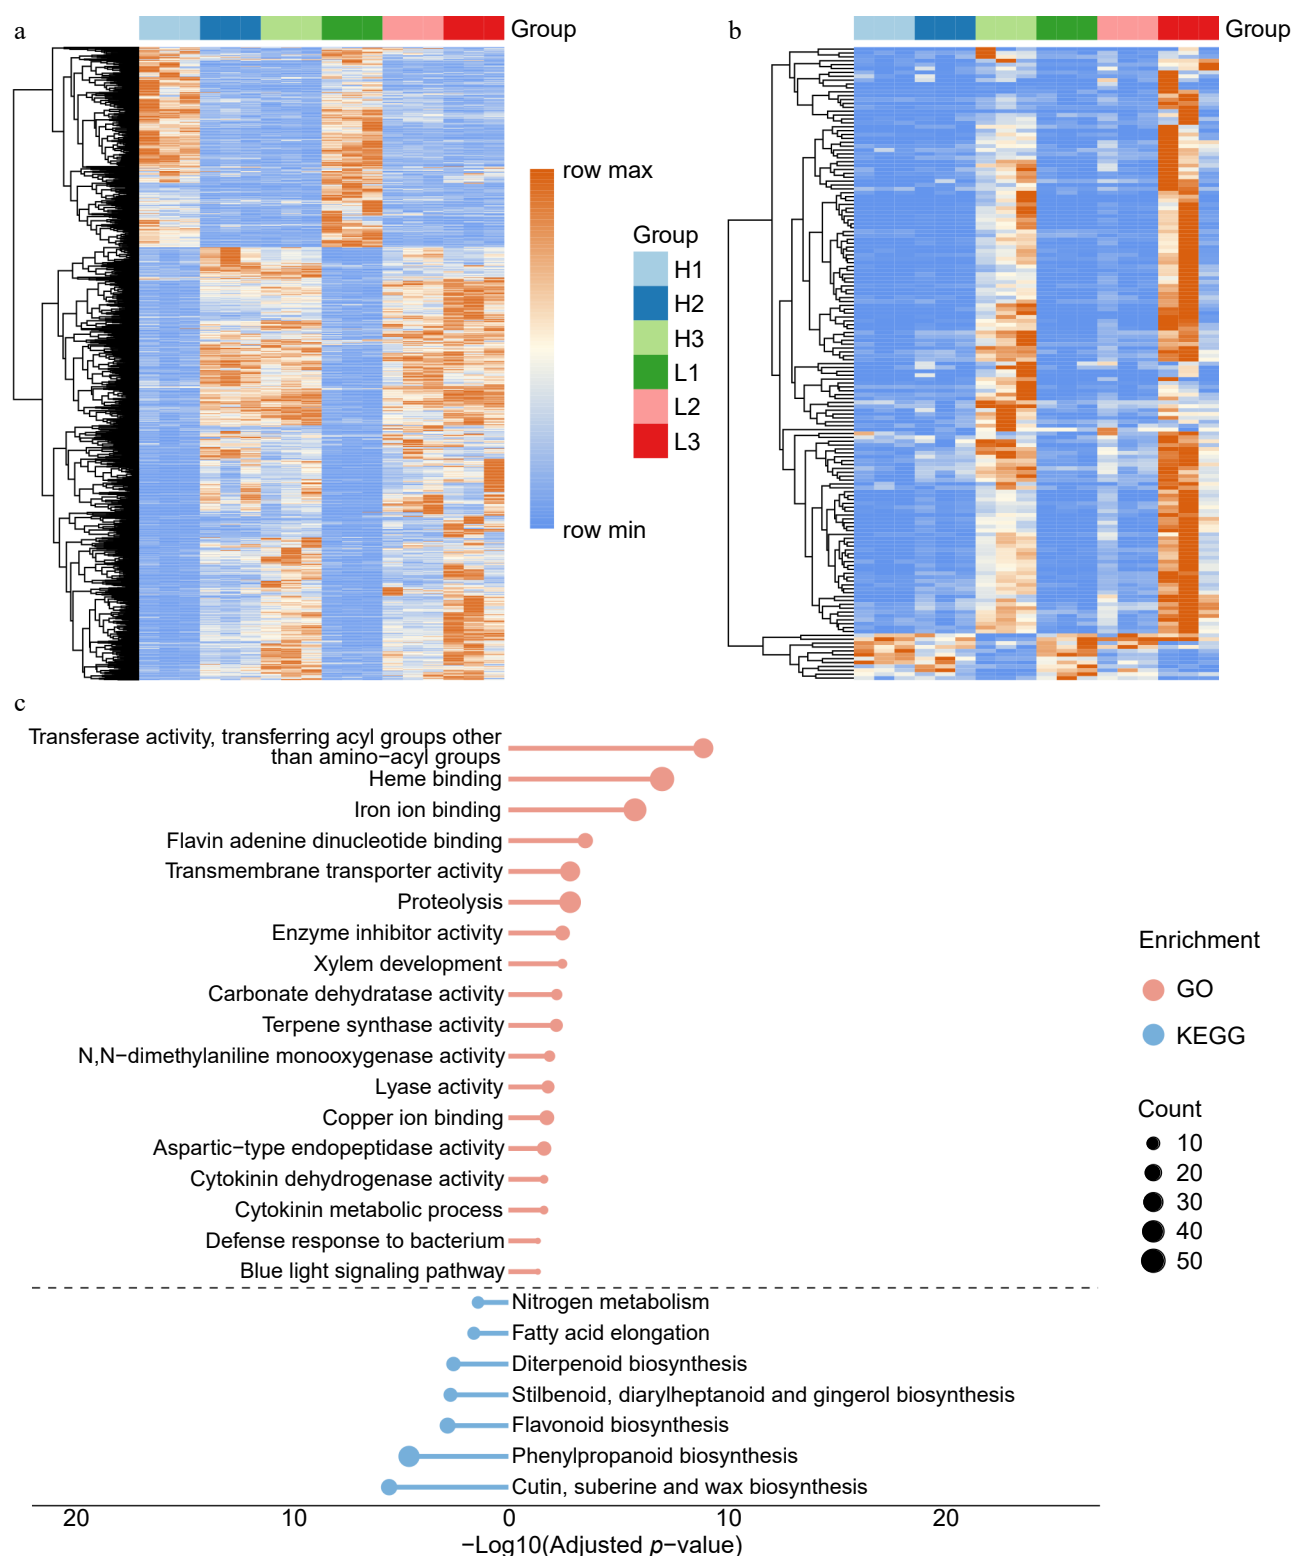 a
Group
b
Group
row max
row min
Group
H1
H2
H3
L1
L2
L3
c
Transferase activity, transferring acyl groups other
than amino−acyl groups
Heme binding
Iron ion binding
Flavin adenine dinucleotide binding
Transmembrane transporter activity
Proteolysis
Enzyme inhibitor activity
Xylem development
Carbonate dehydratase activity
Terpene synthase activity
N,N−dimethylaniline monooxygenase activity
Lyase activity
Copper ion binding
Aspartic−type endopeptidase activity
Cytokinin dehydrogenase activity
Cytokinin metabolic process
Defense response to bacterium
Blue light signaling pathway
Nitrogen metabolism
Fatty acid elongation
Diterpenoid biosynthesis
Stilbenoid, diarylheptanoid and gingerol biosynthesis
Flavonoid biosynthesis
Phenylpropanoid biosynthesis
Cutin, suberine and wax biosynthesis
20 10 0 10 20
−Log10(Adjusted p−value)
Enrichment
GO
KEGG
Count
10
20
30
40
50